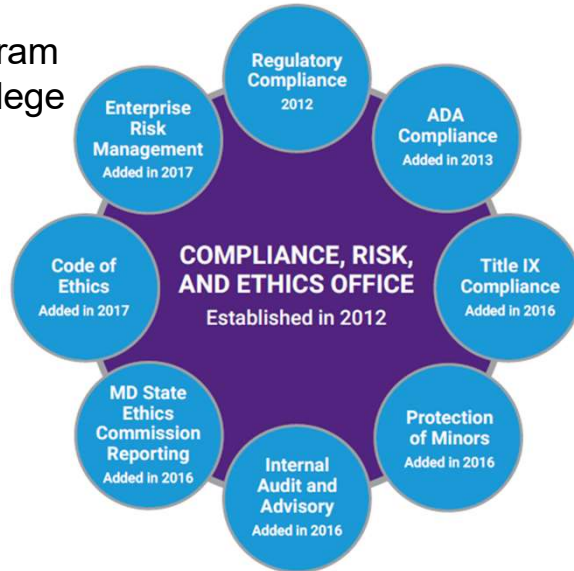 ram
lege
Regulatory
Compliance
2012
ADA
Compliance
Added in 2013
Title IX
Compliance
Added in 2016
Protection
of Minors
Added in 2016
Internal
Audit and
Advisory
Added in 2016
MD State
Ethics
Commission
Reporting
Added in 2016
Code of
Ethics
Added in 2017
Enterprise
Risk
Management
Added in 2017
COMPLIANCE, RISK,
AND ETHICS OFFICE
Established in 2012